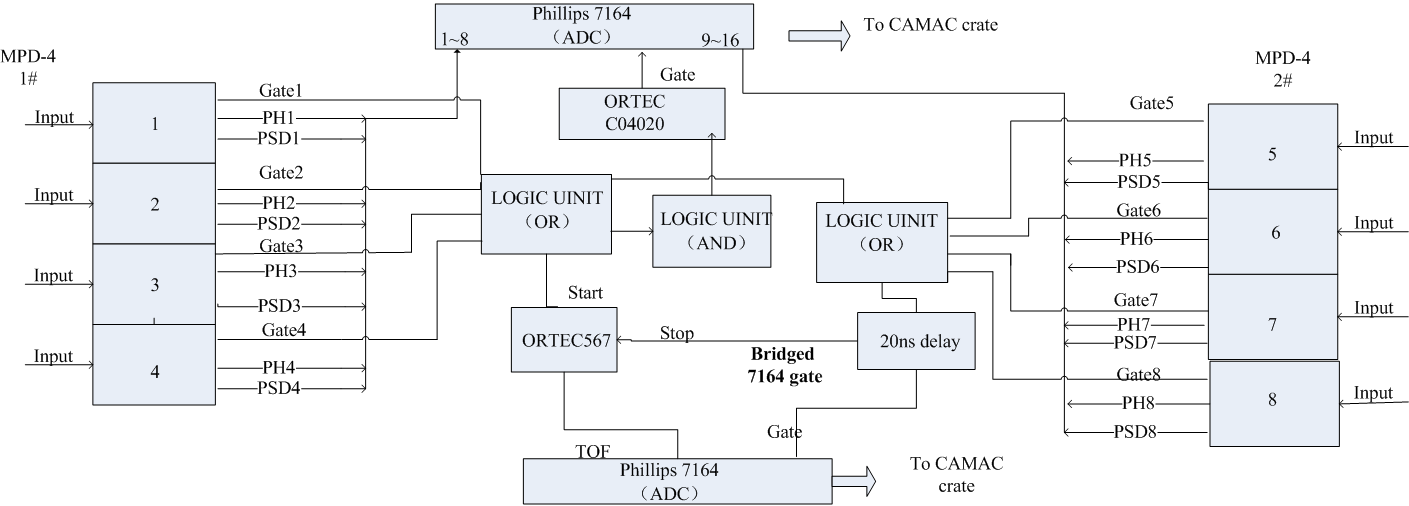 Phillips 7164
（ADC）
1~8
9~16
To CAMAC crate
MPD-4
1#
MPD-4
2#
Gate
ORTEC
C04020
Input
1
Gate1
PH1
PSD1
Input
2
Gate2
PH2
PSD2
Input
3
Gate3
PH3
PSD3
Input
4
Gate4
PH4
PSD4
LOGIC UINIT
（OR）
LOGIC UINIT
（AND）
LOGIC UINIT
（OR）
Gate5
PH5
PSD5
5
Input
Gate6
PH6
PSD6
6
Input
Gate7
PH7
PSD7
7
Input
Gate8
PH8
PSD8
8
Input
Start
ORTEC567
Stop
20ns delay
Bridged
7164 gate
TOF
Gate
Phillips 7164
（ADC）
To CAMAC
crate